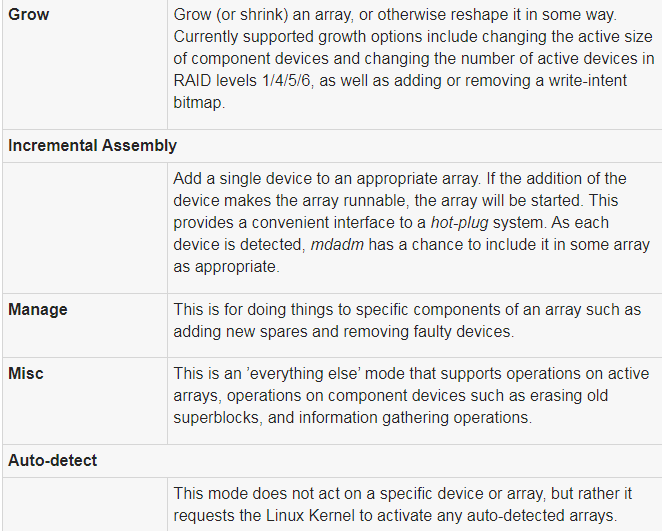 Grow
Grow (or shrink) an array, or otherwise reshape it in some way.
Currently supported growth options include changing the active size
of component devices and changing the number of active devices in
RAID levels 1/4/5/6, as well as adding or removing a write-intent
bitmap.
Incremental Assembly
Add a single device to an appropriate array. If the addition of the
device makes the array runnable, the array will be started. This
provides a convenient interface to a hot-plug system. As each
device is detected, mdadm has a chance to include it in some array
as appropriate.
Manage
This is for doing things to specific components of an array such as
adding new spares and removing faulty devices.
Misc
This is an ’everything else’ mode that supports operations on active
arrays, operations on component devices such as erasing old
superblocks, and information gathering operations.
Auto-detect
This mode does not act on a specific device or array, but rather it
requests the Linux Kernel to activate any auto-detected arrays.